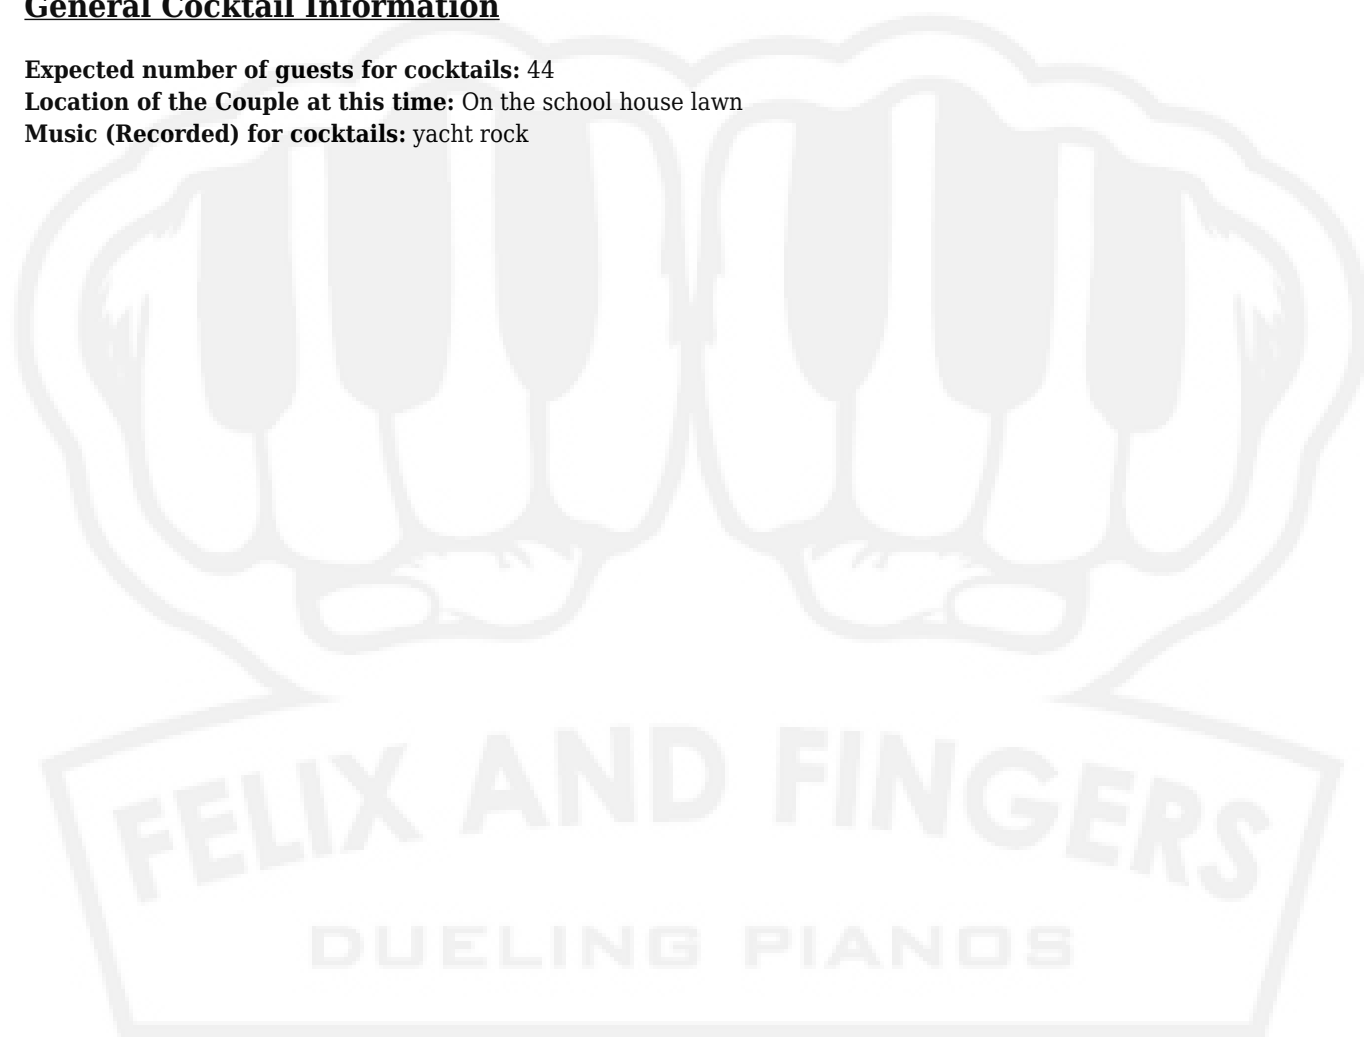 General Cocktail Information
Expected number of guests for cocktails: 44
Location of the Couple at this time: On the school house lawn
Music (Recorded) for cocktails: yacht rock
FELIX AND FINGERS
DUELING PIANOS